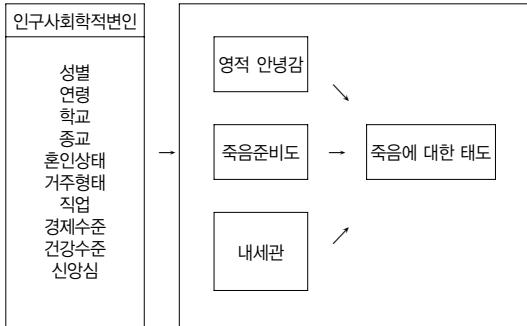 인구사회학적변인
성별
연령
학교
종교
혼인상태
거주형태
직업
경제수준
건강수준
신앙심
영적 안녕감
죽음준비도
내세관
죽음에 대한 태도